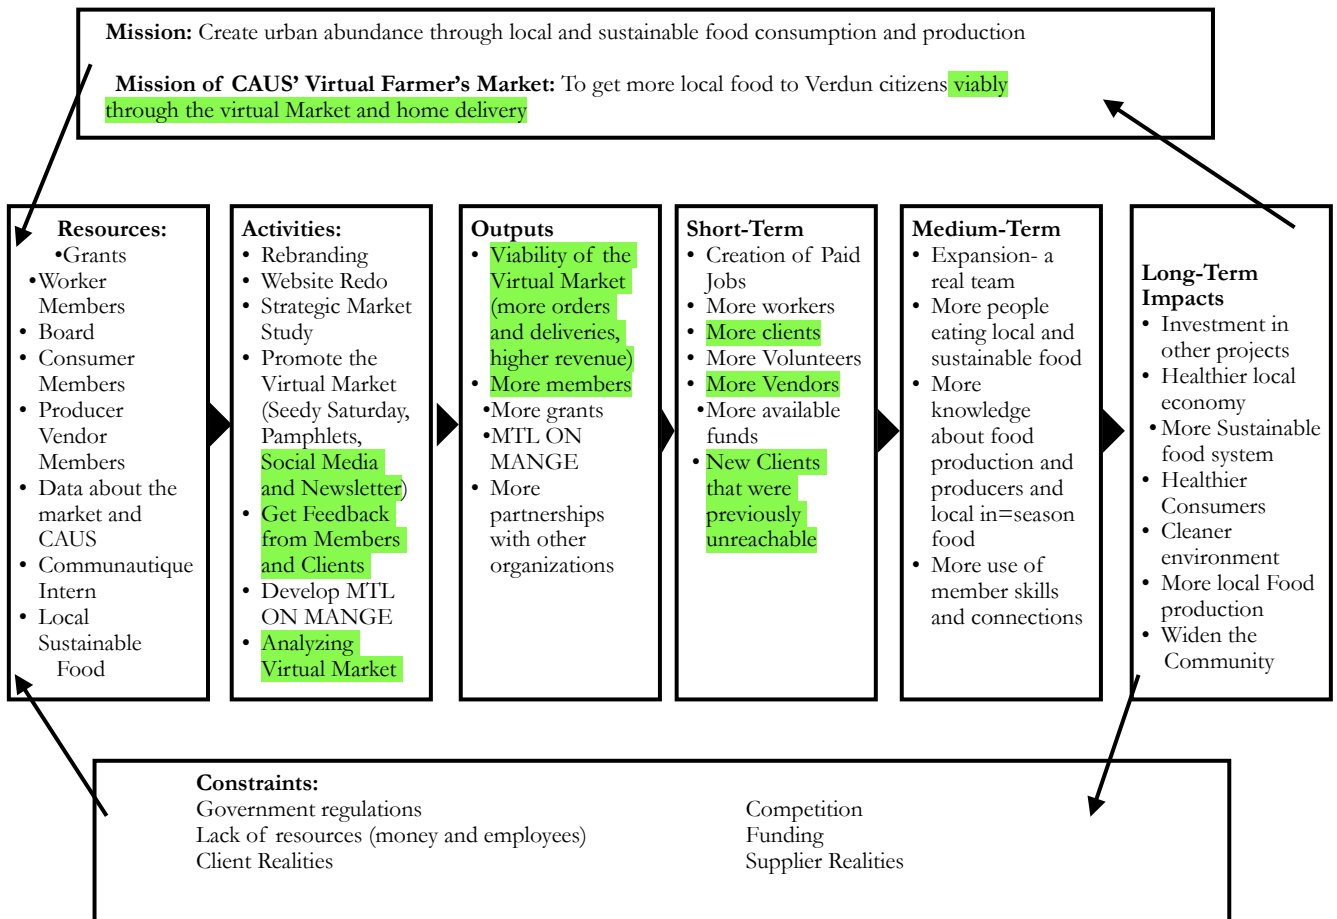 Mission: Create urban abundance through local and sustainable food consumption and production
Mission of CAUS' Virtual Farmer's Market: To get more local food to Verdun citizens viably
through the virtual Market and home delivery
Resources:
•Grants
•Worker
Members
• Board
• Consumer
Members
• Producer
Vendor
Members
• Data about the
market and
CAUS
• Communautique
Intern
• Local
Sustainable
Food
Activities:
• Rebranding
• Website Redo
• Strategic Market
Study
• Promote the
Virtual Market
(Seedy Saturday,
Pamphlets,
Social Media
and Newsletter)
• Get Feedback
from Members
and Clients
• Develop MTL
ON MANGE
• Analyzing
Virtual Market
Outputs
• Viability of the
Virtual Market
(more orders
and deliveries,
higher revenue)
• More members
•More grants
•MTL ON
MANGE
• More
partnerships
with other
organizations
Short-Term
• Creation of Paid
Jobs
• More workers
• More clients
• More Volunteers
• More Vendors
•More available
funds
• New Clients
that were
previously
unreachable
Medium-Term
• Expansion- a
real team
• More people
eating local and
sustainable food
• More
knowledge
about food
production and
producers and
local in=season
food
• More use of
member skills
and connections
Long-Term
Impacts
• Investment in
other projects
• Healthier local
economy
• More Sustainable
food system
• Healthier
Consumers
• Cleaner
environment
• More local Food
production
• Widen the
Community
Constraints:
Government regulations
Lack of resources (money and employees)
Client Realities
Competition
Funding
Supplier Realities